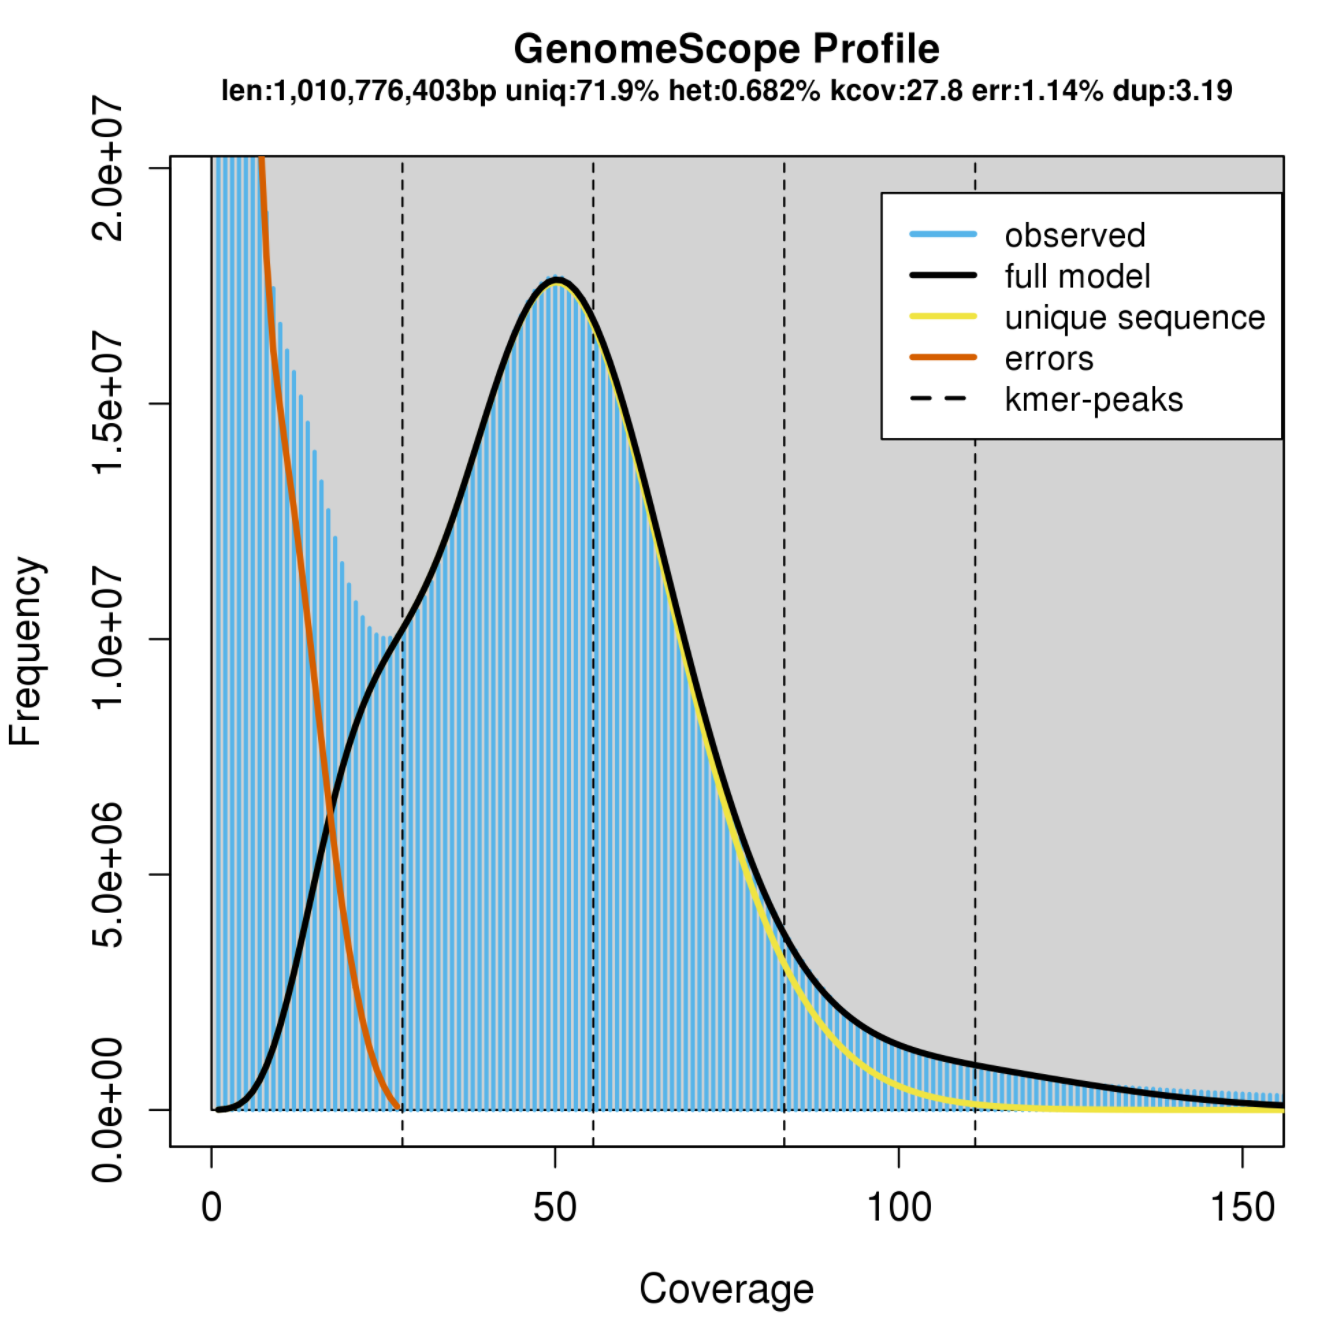 GenomeScope Profile
len:1,010,776,403bp uniq:71.9% het:0.682% kcov:27.8 err:1.14% dup:3.19
2.0e+07
1.5e+07
1.0e+07
5.0e+06
0.0e+00
Frequency
observed
full model
unique sequence
errors
kmer-peaks
0
50
100
150
Coverage